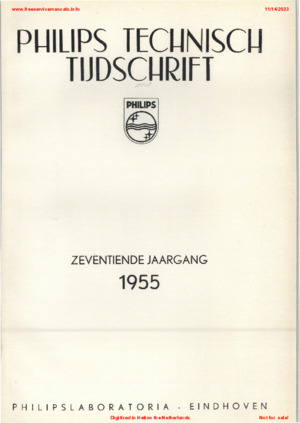 www.freeservicemanuals.info 11/14/2023
PHILIPS TECHNISCH
TIJDSCHRIFT
PHILIPS
ZEVENTIENDE JAARGANG
1955
PHILIPSLABORATORIA - EINDHOVEN
Digitized in Heiloo the Netherlands Not for sale!